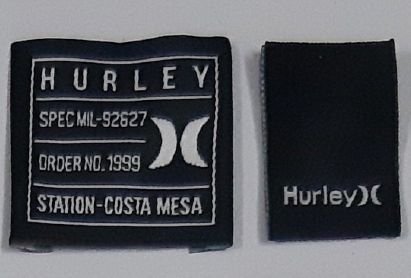 HURLEY
SPEC MIL-92627
ORDER NO. 1999
STATION-COSTA MESA
Hurley